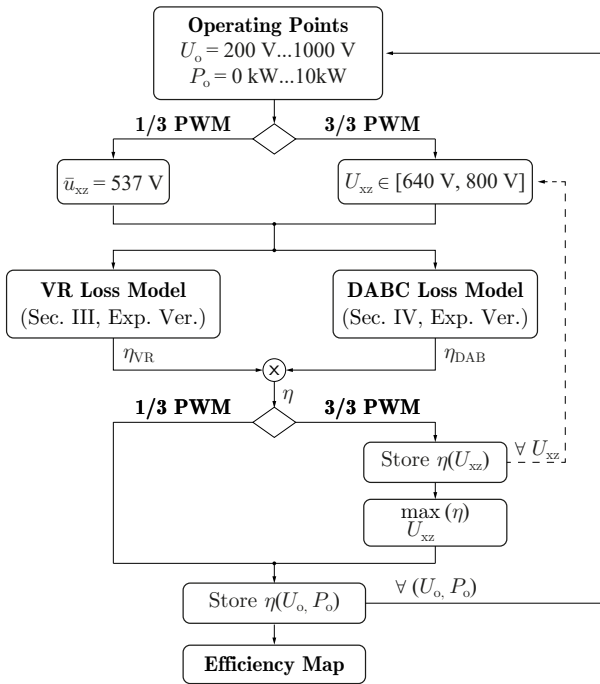 Operating Points
U_o = 200 V...1000 V
P_o = 0 kW...10kW
1/3 PWM
3/3 PWM
ū_xz = 537 V
U_xz ∈ [640 V, 800 V]
VR Loss Model
(Sec. III, Exp. Ver.)
DABC Loss Model
(Sec. IV, Exp. Ver.)
η_VR
η_DAB
×
η
1/3 PWM
3/3 PWM
Store η(U_xz)
∀ U_xz
max (η)
U_xz
Store η(U_o, P_o)
∀ (U_o, P_o)
Efficiency Map